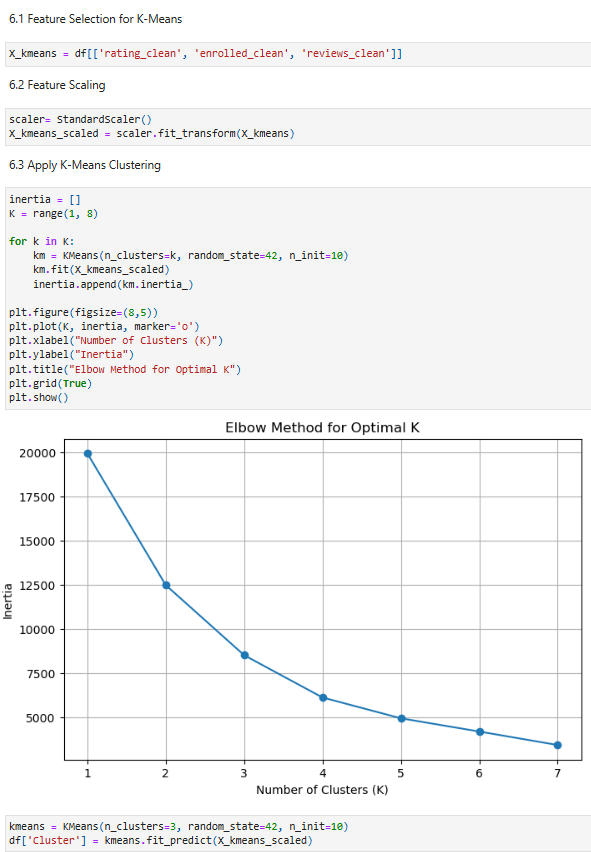 6.1 Feature Selection for K-Means
X_kmeans = df[['rating_clean', 'enrolled_clean', 'reviews_clean']]
6.2 Feature Scaling
scaler= StandardScaler()
X_kmeans_scaled = scaler.fit_transform(X_kmeans)
6.3 Apply K-Means Clustering
inertia = []
K = range(1, 8)
for k in K:
    km = KMeans(n_clusters=k, random_state=42, n_init=10)
    km.fit(X_kmeans_scaled)
    inertia.append(km.inertia_)
plt.figure(figsize=(8,5))
plt.plot(K, inertia, marker='o')
plt.xlabel("Number of Clusters (K)")
plt.ylabel("Inertia")
plt.title("Elbow Method for Optimal K")
plt.grid(True)
plt.show()
Elbow Method for Optimal K
20000
17500
15000
12500
10000
7500
5000
Inertia
1 2 3 4 5 6 7
Number of Clusters (K)
kmeans = KMeans(n_clusters=3, random_state=42, n_init=10)
df['Cluster'] = kmeans.fit_predict(X_kmeans_scaled)